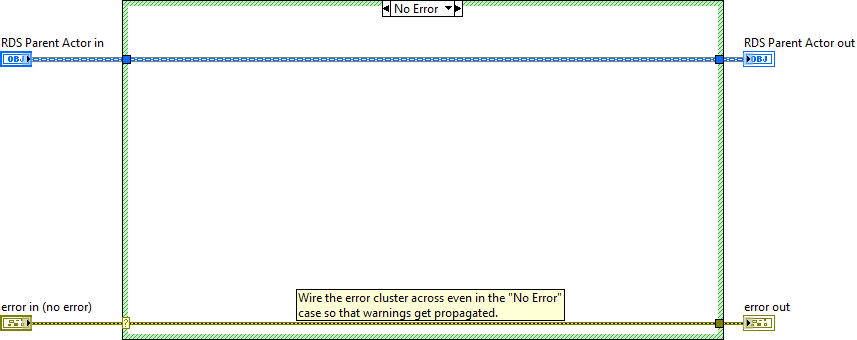 No Error
RDS Parent Actor in
RDS Parent Actor out
OBJ
OBJ
error in (no error)
Wire the error cluster across even in the "No Error"
case so that warnings get propagated.
error out
?